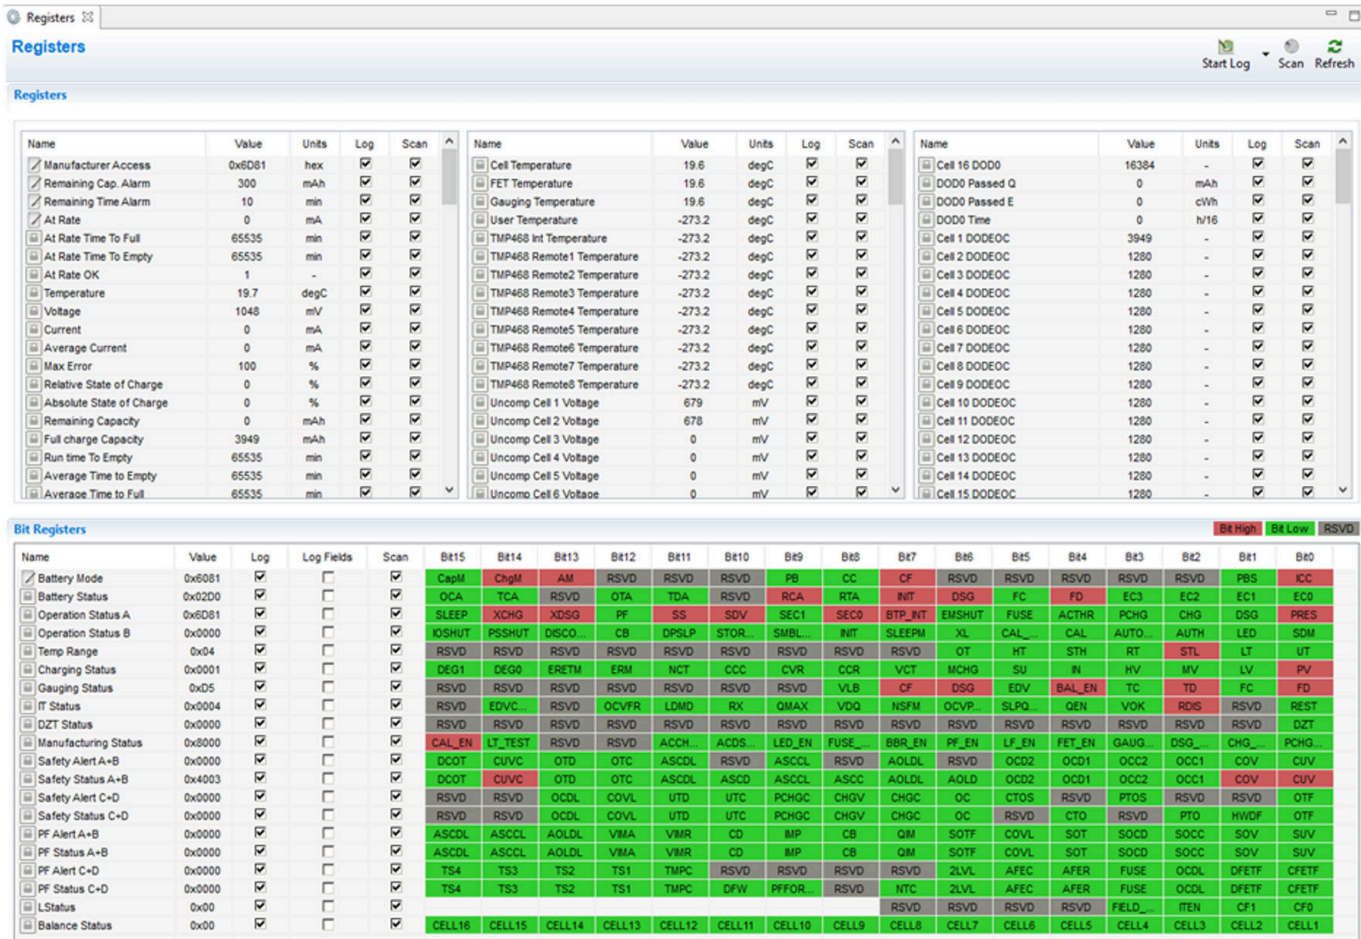 Registers
Registers
Start Log Scan Refresh
Registers
Name Value Units Log Scan Name Value Units Log Scan Name Value Units Log Scan
Manufacturer Access 0x6D81 hex Cell Temperature 19.6 degC Cell 16 DOD0 16384 -
Remaining Cap. Alarm 300 mAh FET Temperature 19.6 degC DOD0 Passed Q 0 mAh
Remaining Time Alarm 10 min Gauging Temperature 19.6 degC DOD0 Passed E 0 cWh
At Rate 0 mA User Temperature -273.2 degC DOD0 Time 0 h/16
At Rate Time To Full 65535 min TMP468 Int Temperature -273.2 degC Cell 1 DODEOC 3949 -
At Rate Time To Empty 65535 min TMP468 Remote1 Temperature -273.2 degC Cell 2 DODEOC 1280 -
At Rate OK 1 - TMP468 Remote2 Temperature -273.2 degC Cell 3 DODEOC 1280 -
Temperature 19.7 degC TMP468 Remote3 Temperature -273.2 degC Cell 4 DODEOC 1280 -
Voltage 1048 mV TMP468 Remote4 Temperature -273.2 degC Cell 5 DODEOC 1280 -
Current 0 mA TMP468 Remote5 Temperature -273.2 degC Cell 6 DODEOC 1280 -
Average Current 0 mA TMP468 Remote6 Temperature -273.2 degC Cell 7 DODEOC 1280 -
Max Error 100 % TMP468 Remote7 Temperature -273.2 degC Cell 8 DODEOC 1280 -
Relative State of Charge 0 % TMP468 Remote8 Temperature -273.2 degC Cell 9 DODEOC 1280 -
Absolute State of Charge 0 % Uncomp Cell 1 Voltage 679 mV Cell 10 DODEOC 1280 -
Remaining Capacity 0 mAh Uncomp Cell 2 Voltage 678 mV Cell 11 DODEOC 1280 -
Full charge Capacity 3949 mAh Uncomp Cell 3 Voltage 0 mV Cell 12 DODEOC 1280 -
Run time To Empty 65535 min Uncomp Cell 4 Voltage 0 mV Cell 13 DODEOC 1280 -
Average Time to Empty 65535 min Uncomp Cell 5 Voltage 0 mV Cell 14 DODEOC 1280 -
Average Time to Full 65535 min Uncomp Cell 6 Voltage 0 mV Cell 15 DODEOC 1280 -
Bit Registers Bit High Bit Low RSVD
Name Value Log Log Fields Scan Bit15 Bit14 Bit13 Bit12 Bit11 Bit10 Bit9 Bit8 Bit7 Bit6 Bit5 Bit4 Bit3 Bit2 Bit1 Bit0
Battery Mode 0x6081 CapM ChgM AM RSVD RSVD RSVD PB CC CF RSVD RSVD RSVD RSVD RSVD PBS ICC
Battery Status 0x02D0 OCA TCA RSVD OTA TDA RSVD RCA RTA INIT DSG FC FD EC3 EC2 EC1 EC0
Operation Status A 0x6D81 SLEEP XCHG XDSG PF SS SDV SEC1 SEC0 BTP_INT EMSHUT FUSE ACTHR PCHG CHG DSG PRES
Operation Status B 0x0000 IOSHUT PSSHUT DISCO... CB DPSLP STOR... SMBL... INIT SLEEPM XL CAL_... CAL AUTO... AUTH LED SDM
Temp Range 0x04 RSVD RSVD RSVD RSVD RSVD RSVD RSVD RSVD RSVD OT HT STH RT STL LT UT
Charging Status 0x0001 DEG1 DEG0 ERETM ERM NCT CCC CVR CCR VCT MCHG SU IN HV MV LV PV
Gauging Status 0xD5 RSVD RSVD RSVD RSVD RSVD RSVD RSVD VLB CF DSG EDV BAL_EN TC TD FC FD
IT Status 0x0004 RSVD EDVC... RSVD OCVFR LDMD RX QMAX VDQ NSFM OCVP... SLPQ... QEN VOK RDIS RSVD REST
DZT Status 0x0000 RSVD RSVD RSVD RSVD RSVD RSVD RSVD RSVD RSVD RSVD RSVD RSVD RSVD RSVD RSVD DZT
Manufacturing Status 0x8000 CAL_EN LT_TEST RSVD RSVD ACCH... ACDS... LED_EN FUSE_... BBR_EN PF_EN LF_EN FET_EN GAUG... DSG_... CHG_... PCHG...
Safety Alert A+B 0x0000 DCOT CUVC OTD OTC ASCDL RSVD ASCCL RSVD AOLDL RSVD OCD2 OCD1 OCC2 OCC1 COV CUV
Safety Status A+B 0x4003 DCOT CUVC OTD OTC ASCDL ASCD ASCCL ASCC AOLDL AOLD OCD2 OCD1 OCC2 OCC1 COV CUV
Safety Alert C+D 0x0000 RSVD RSVD OCDL COVL UTD UTC PCHGC CHGV CHGC OC CTOS RSVD PTOS RSVD RSVD OTF
Safety Status C+D 0x0000 RSVD RSVD OCDL COVL UTD UTC PCHGC CHGV CHGC OC RSVD CTO RSVD PTO HWDF OTF
PF Alert A+B 0x0000 ASCDL ASCCL AOLDL VIMA VIMR CD IMP CB QIM SOTF COVL SOT SOCD SOCC SOV SUV
PF Status A+B 0x0000 ASCDL ASCCL AOLDL VIMA VIMR CD IMP CB QIM SOTF COVL SOT SOCD SOCC SOV SUV
PF Alert C+D 0x0000 TS4 TS3 TS2 TS1 TMPC RSVD RSVD RSVD RSVD 2LVL AFEC AFER FUSE OCDL DFETF CFETF
PF Status C+D 0x0000 TS4 TS3 TS2 TS1 TMPC DFW PFFOR... RSVD NTC 2LVL AFEC AFER FUSE OCDL DFETF CFETF
LStatus 0x00 RSVD RSVD RSVD RSVD FIELD_... ITEN CF1 CF0
Balance Status 0x00 CELL16 CELL15 CELL14 CELL13 CELL12 CELL11 CELL10 CELL9 CELL8 CELL7 CELL6 CELL5 CELL4 CELL3 CELL2 CELL1